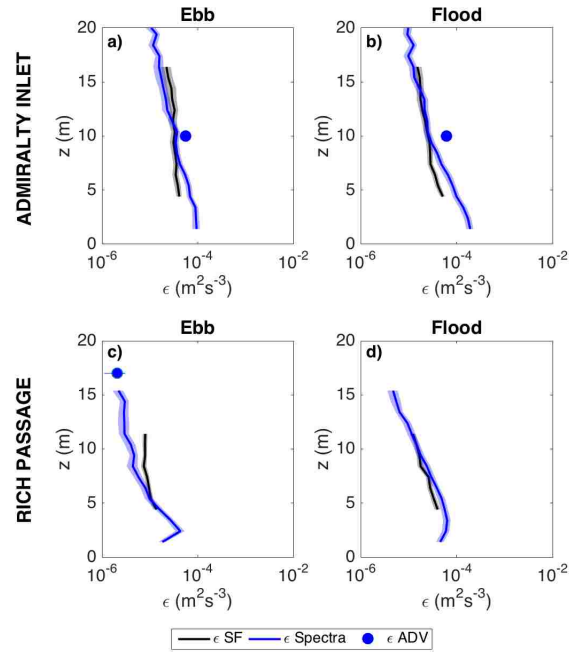 Ebb
Flood
ADMIRALTY INLET
a)
z (m)
20
15
10
5
0
10⁻⁶
10⁻⁴
10⁻²
ϵ (m²s⁻³)
b)
z (m)
20
15
10
5
0
10⁻⁶
10⁻⁴
10⁻²
ϵ (m²s⁻³)
Ebb
Flood
RICH PASSAGE
c)
z (m)
20
15
10
5
0
10⁻⁶
10⁻⁴
10⁻²
ϵ (m²s⁻³)
d)
z (m)
20
15
10
5
0
10⁻⁶
10⁻⁴
10⁻²
ϵ (m²s⁻³)
ϵ SF ϵ Spectra ϵ ADV